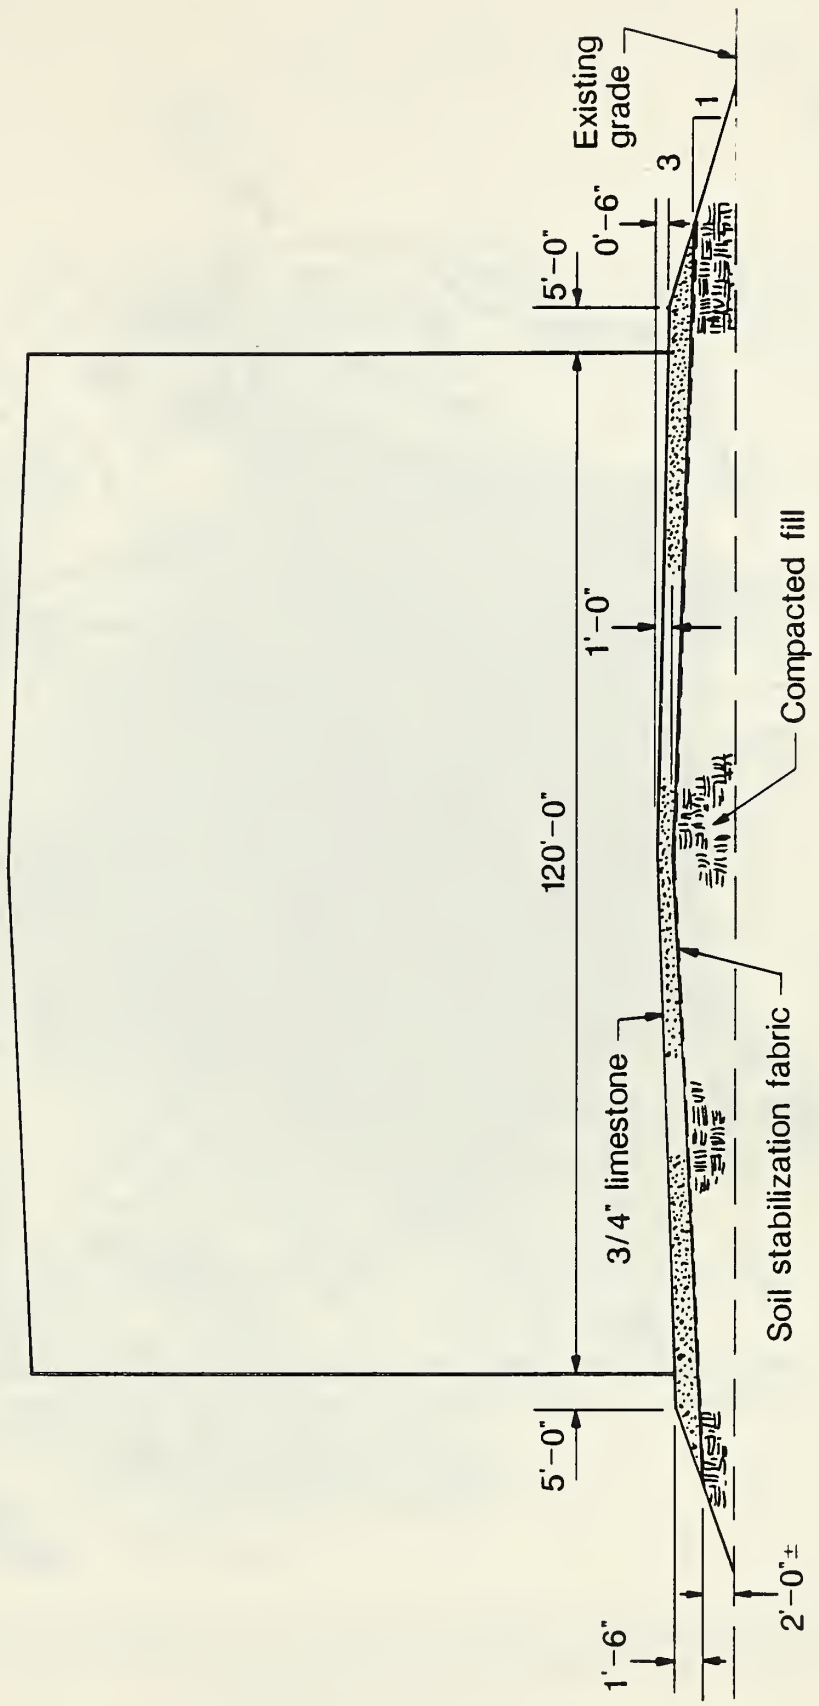 120'-0"
5'-0"
5'-0"
0'-6"
Existing
grade
3
1
1'-0"
3/4" limestone
1'-6"
2'-0"±
Soil stabilization fabric
Compacted fill